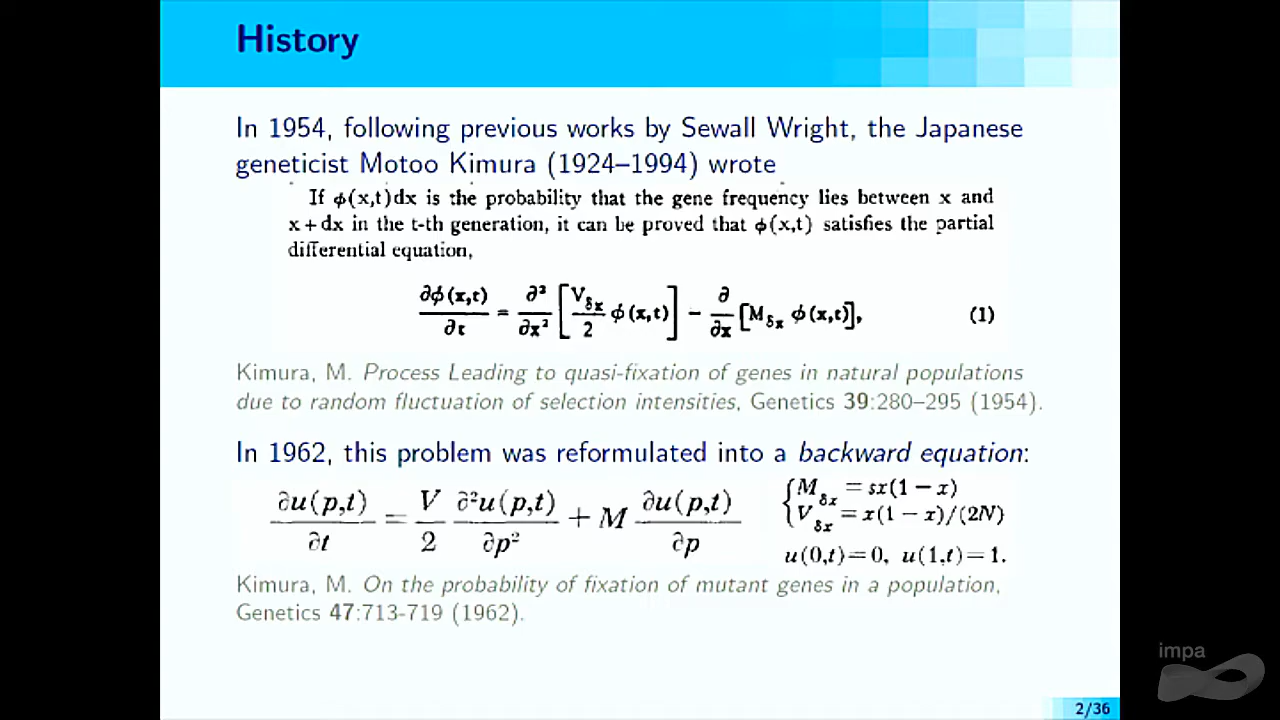 History
In 1954, following previous works by Sewall Wright, the Japanese
geneticist Motoo Kimura (1924–1994) wrote
If ϕ(x,t)dx is the probability that the gene frequency lies between x and
x+dx in the t-th generation, it can be proved that ϕ(x,t) satisfies the partial
differential equation,
∂ϕ(x,t)/∂t = ∂²/∂x² [V_δx/2 ϕ(x,t)] − ∂/∂x [M_δx ϕ(x,t)], (1)
Kimura, M. Process Leading to quasi-fixation of genes in natural populations
due to random fluctuation of selection intensities, Genetics 39:280–295 (1954).
In 1962, this problem was reformulated into a backward equation:
∂u(p,t)/∂t = V/2 ∂²u(p,t)/∂p² + M ∂u(p,t)/∂p
{M_δx = sx(1 − x)
V_δx = x(1 − x)/(2N)
u(0,t)=0, u(1,t)=1.
Kimura, M. On the probability of fixation of mutant genes in a population,
Genetics 47:713-719 (1962).
impa
2/36